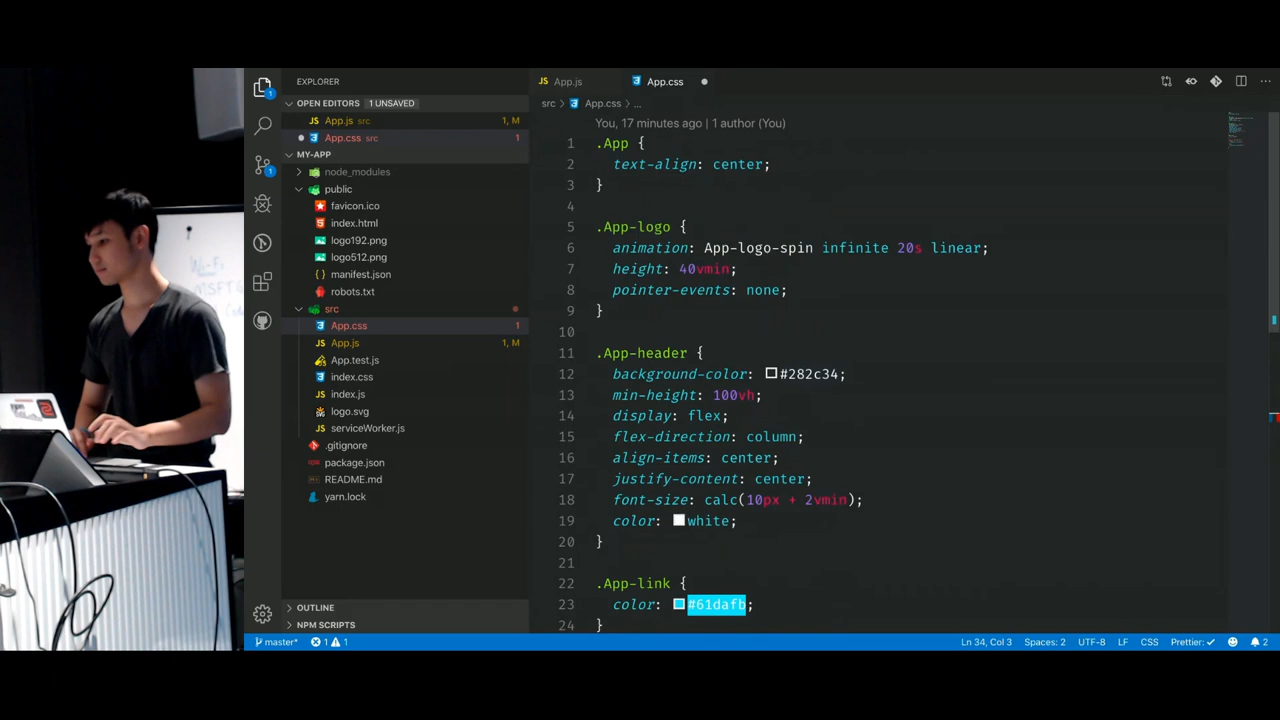 Wi-Fi
MSFTG
EXPLORER
OPEN EDITORS 1 UNSAVED
JS App.js src 1, M
App.css src 1
MY-APP
node_modules
public
favicon.ico
index.html
logo192.png
logo512.png
manifest.json
robots.txt
src
App.css 1
App.js 1, M
App.test.js
index.css
JS index.js
logo.svg
JS serviceWorker.js
.gitignore
package.json
README.md
yarn.lock
OUTLINE
NPM SCRIPTS
JS App.js
App.css
src > App.css > ...
You, 17 minutes ago | 1 author (You)
1 .App {
2 text-align: center;
3 }
4
5 .App-logo {
6 animation: App-logo-spin infinite 20s linear;
7 height: 40vmin;
8 pointer-events: none;
9 }
10
11 .App-header {
12 background-color: #282c34;
13 min-height: 100vh;
14 display: flex;
15 flex-direction: column;
16 align-items: center;
17 justify-content: center;
18 font-size: calc(10px + 2vmin);
19 color: white;
20 }
21
22 .App-link {
23 color: #61dafb;
24 }
master* 1 1 Ln 34, Col 3 Spaces: 2 UTF-8 LF CSS Prettier: ✓ 2